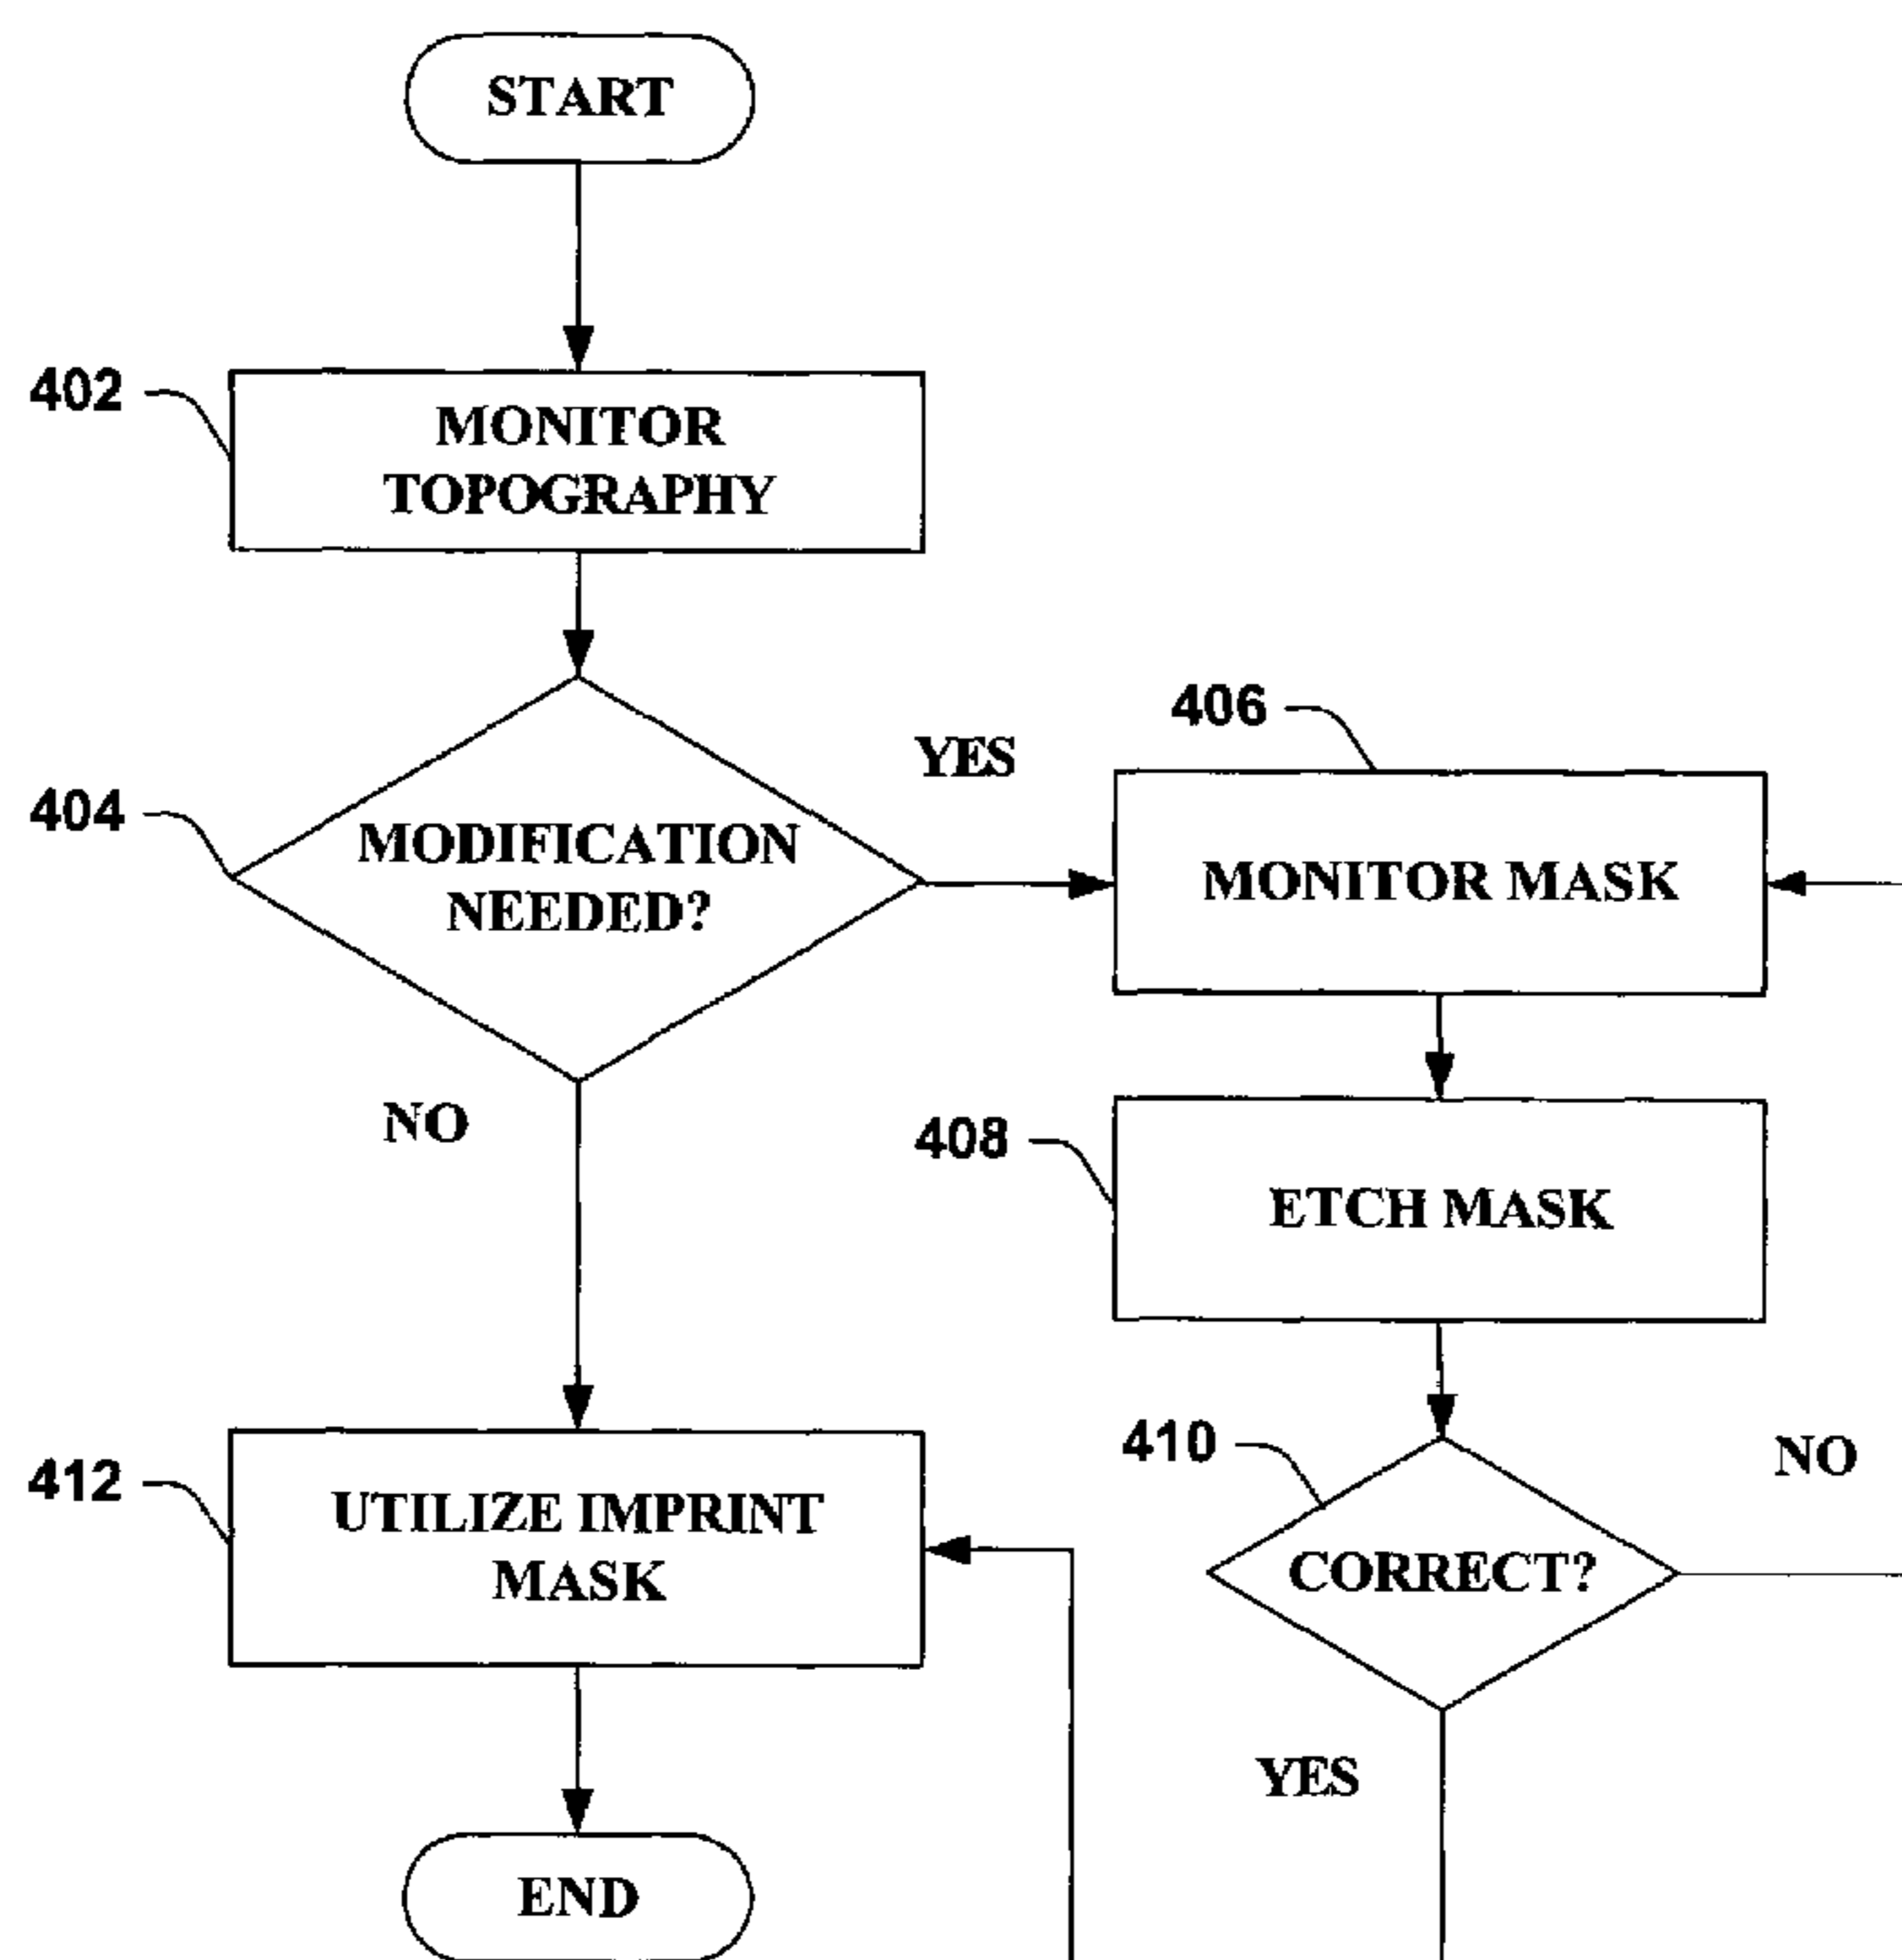 START
402
MONITOR
TOPOGRAPHY
404
MODIFICATION
NEEDED?
YES
406
MONITOR MASK
NO
408
ETCH MASK
410
CORRECT?
NO
YES
412
UTILIZE IMPRINT
MASK
END